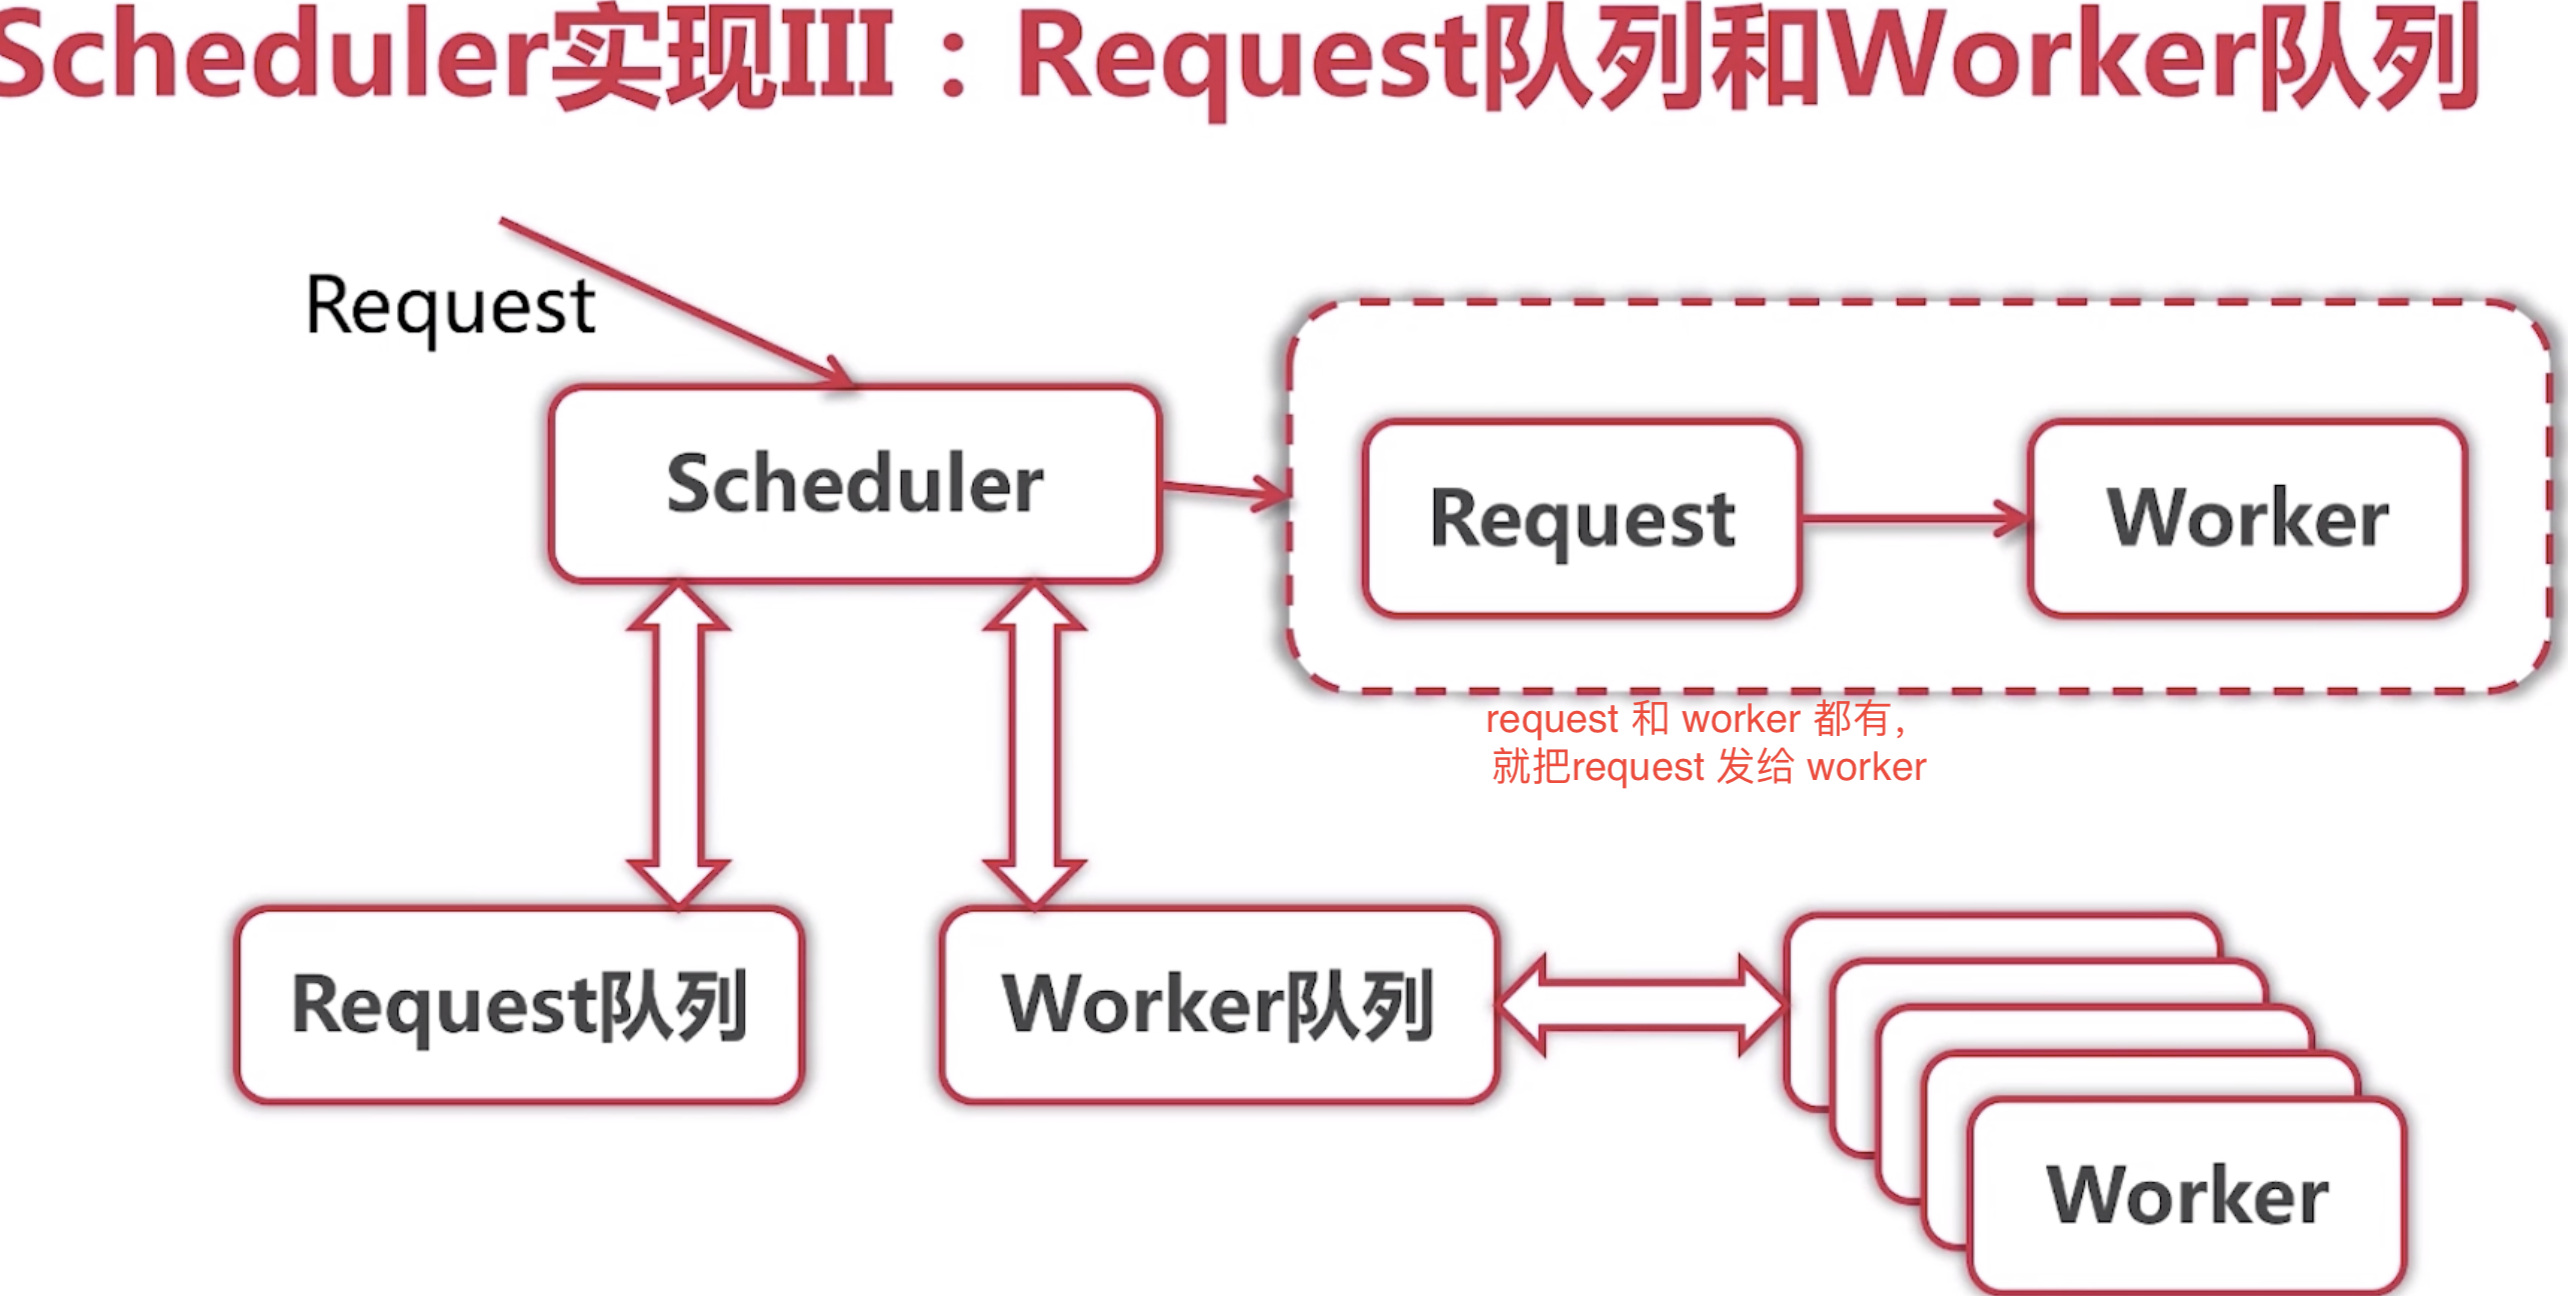 Scheduler实现III：Request队列和Worker队列
Request
Scheduler
Request
Worker
request 和 worker 都有，
就把request 发给 worker
Request队列
Worker队列
Worker